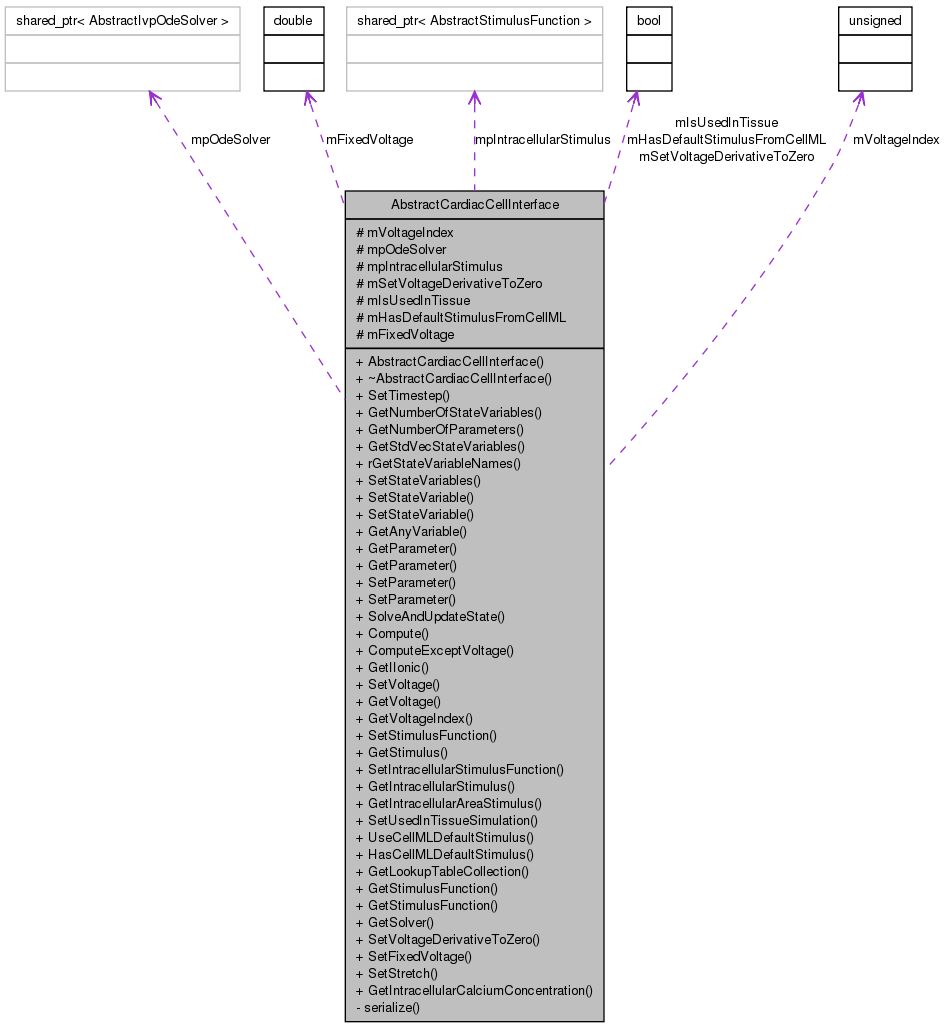 shared_ptr< AbstractIvpOdeSolver >
double
shared_ptr< AbstractStimulusFunction >
bool
unsigned
mpOdeSolver
mFixedVoltage
mpIntracellularStimulus
mIsUsedInTissue
mHasDefaultStimulusFromCellML
mSetVoltageDerivativeToZero
mVoltageIndex
AbstractCardiacCellInterface
# mVoltageIndex
# mpOdeSolver
# mpIntracellularStimulus
# mSetVoltageDerivativeToZero
# mIsUsedInTissue
# mHasDefaultStimulusFromCellML
# mFixedVoltage
+ AbstractCardiacCellInterface()
+ ~AbstractCardiacCellInterface()
+ SetTimestep()
+ GetNumberOfStateVariables()
+ GetNumberOfParameters()
+ GetStdVecStateVariables()
+ rGetStateVariableNames()
+ SetStateVariables()
+ SetStateVariable()
+ SetStateVariable()
+ GetAnyVariable()
+ GetParameter()
+ GetParameter()
+ SetParameter()
+ SetParameter()
+ SolveAndUpdateState()
+ Compute()
+ ComputeExceptVoltage()
+ GetIIonic()
+ SetVoltage()
+ GetVoltage()
+ GetVoltageIndex()
+ SetStimulusFunction()
+ GetStimulus()
+ SetIntracellularStimulusFunction()
+ GetIntracellularStimulus()
+ GetIntracellularAreaStimulus()
+ SetUsedInTissueSimulation()
+ UseCellMLDefaultStimulus()
+ HasCellMLDefaultStimulus()
+ GetLookupTableCollection()
+ GetStimulusFunction()
+ GetStimulusFunction()
+ GetSolver()
+ SetVoltageDerivativeToZero()
+ SetFixedVoltage()
+ SetStretch()
+ GetIntracellularCalciumConcentration()
- serialize()